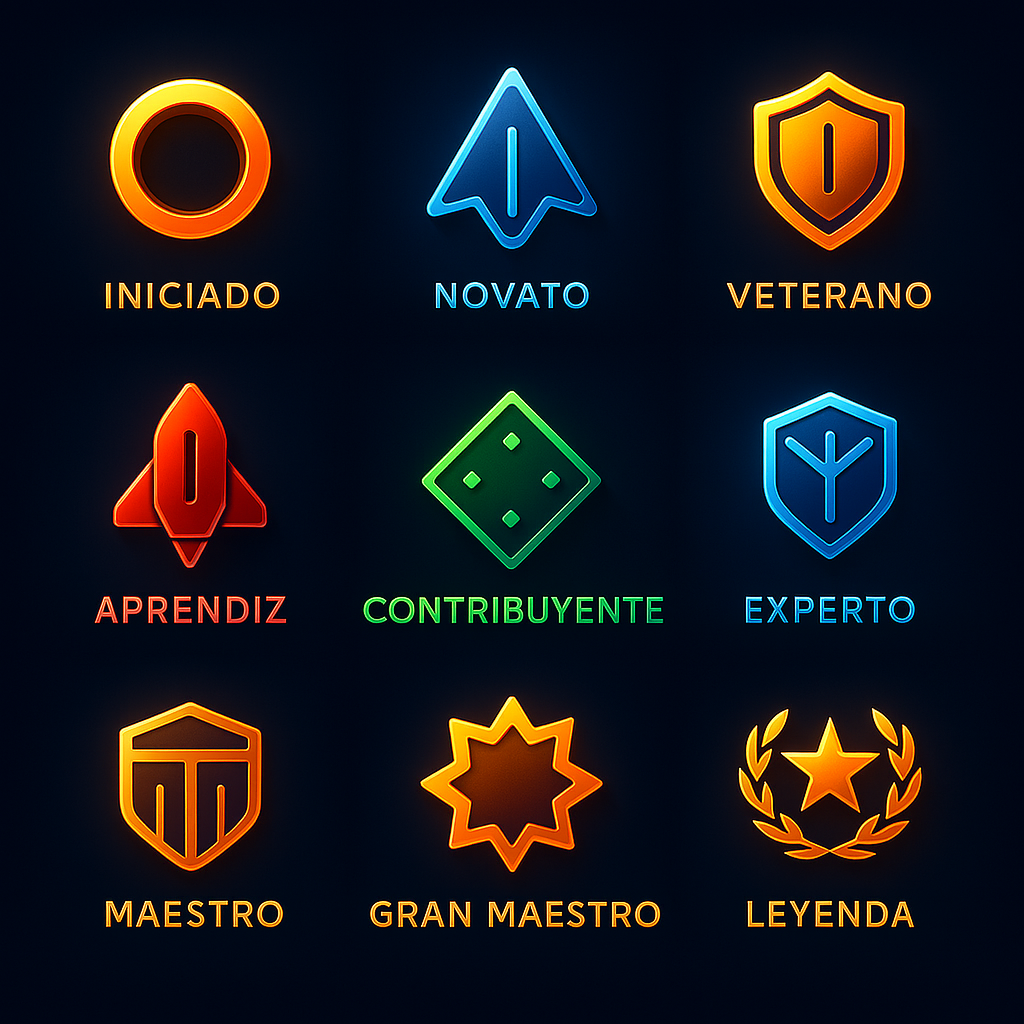 INICIADO
NOVATO
VETERANO
APRENDIZ
CONTRIBUYENTE
EXPERTO
MAESTRO
GRAN MAESTRO
LEYENDA